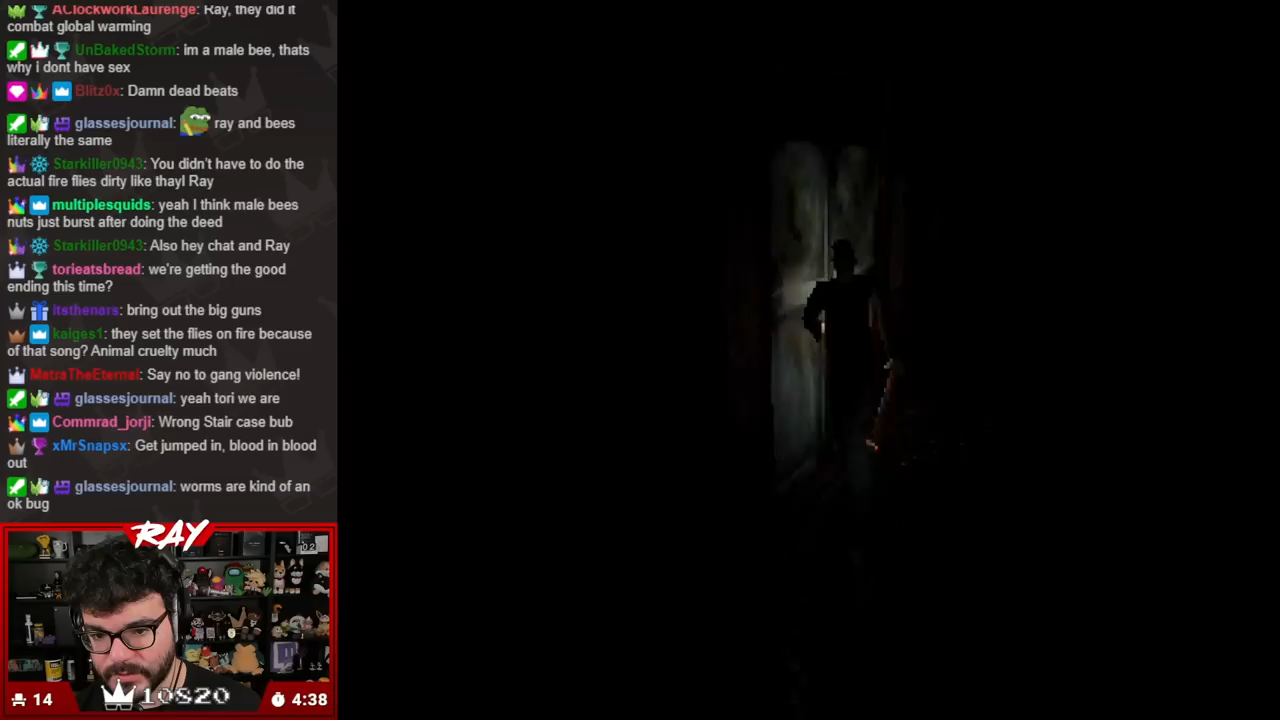 AClockworkLaurenge: Ray, they did it
combat global warming
UnBakedStorm: im a male bee, thats
why i dont have sex
Blitz0x: Damn dead beats
glassesjournal: ray and bees
literally the same
Starkiller0943: You didn't have to do the
actual fire flies dirty like thayl Ray
multiplesquids: yeah I think male bees
nuts just burst after doing the deed
Starkiller0943: Also hey chat and Ray
torieatsbread: we're getting the good
ending this time?
itsthenars: bring out the big guns
kaiges1: they set the flies on fire because
of that song? Animal cruelty much
MatraTheEternal: Say no to gang violence!
glassesjournal: yeah tori we are
Commrad_jorji: Wrong Stair case bub
xMrSnapsx: Get jumped in, blood in blood
out
glassesjournal: worms are kind of an
ok bug
RAY
14
10820
4:38